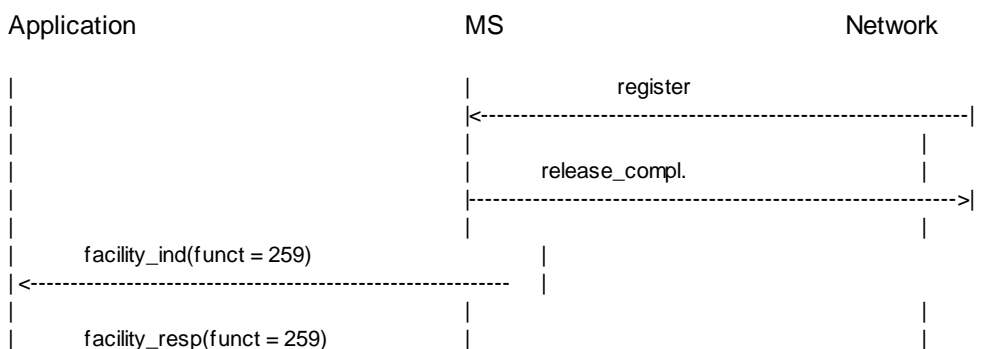 Application MS Network
| | register
| |<-------------------------------------------------------------|
| | |
| | release_compl. |
| |------------------------------------------------------------->|
| | |
| facility_ind(funct = 259) |
|<------------------------------------------------------------ |
| | |
| facility_resp(funct = 259) | |